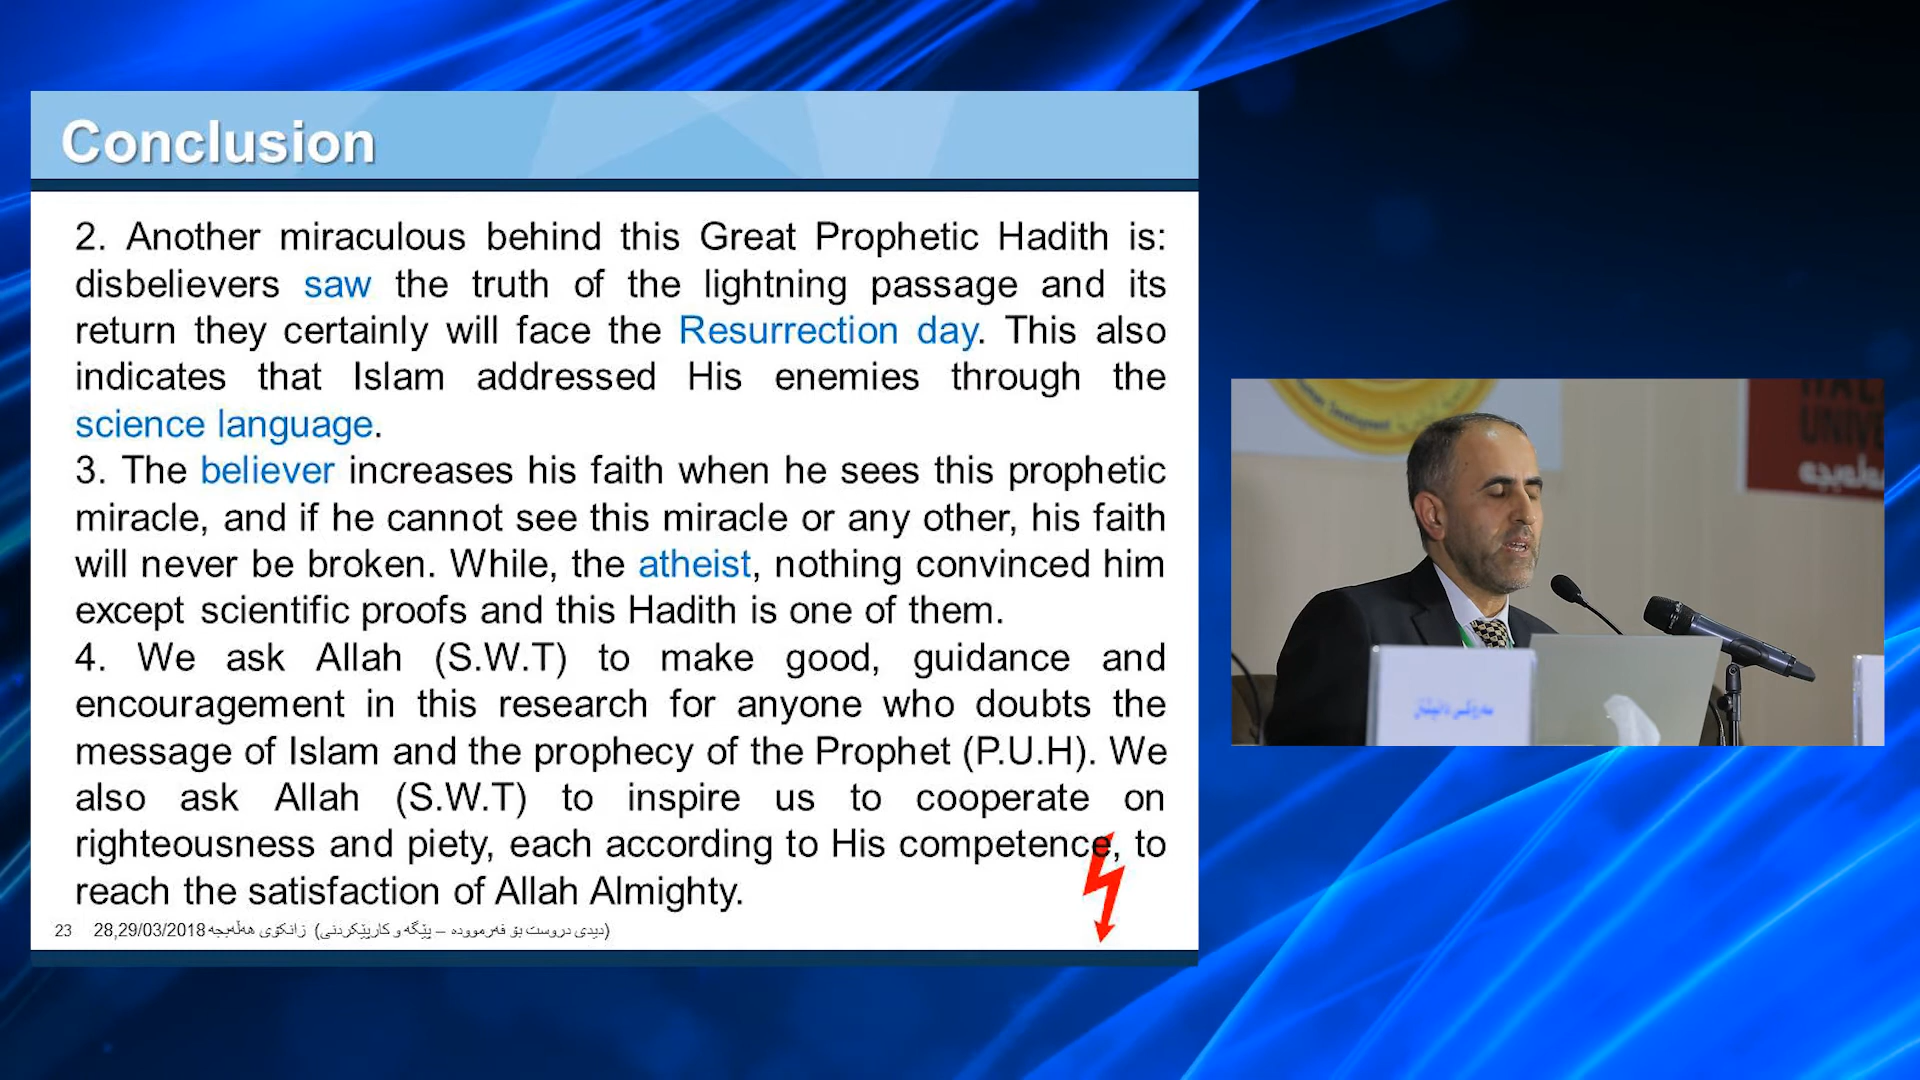 Conclusion
2. Another miraculous behind this Great Prophetic Hadith is:
disbelievers saw the truth of the lightning passage and its
return they certainly will face the Resurrection day. This also
indicates that Islam addressed His enemies through the
science language.
3. The believer increases his faith when he sees this prophetic
miracle, and if he cannot see this miracle or any other, his faith
will never be broken. While, the atheist, nothing convinced him
except scientific proofs and this Hadith is one of them.
4. We ask Allah (S.W.T) to make good, guidance and
encouragement in this research for anyone who doubts the
message of Islam and the prophecy of the Prophet (P.U.H). We
also ask Allah (S.W.T) to inspire us to cooperate on
righteousness and piety, each according to His competence, to
reach the satisfaction of Allah Almighty.
23 28,29/03/2018 زانکۆی هەڵەبجە (دیدی دروست بۆ فەرموودە – پێگە و کارپێکردنی)
Development
UNIVE
سەرۆکی دانیشتن